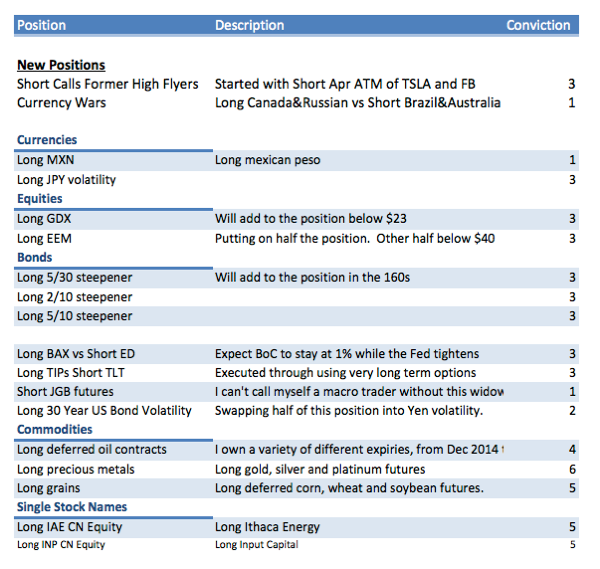 Position Description Conviction
New Positions
Short Calls Former High Flyers Started with Short Apr ATM of TSLA and FB 3
Currency Wars Long Canada&Russian vs Short Brazil&Australia 1
Currencies
Long MXN Long mexican peso 1
Long JPY volatility 3
Equities
Long GDX Will add to the position below $23 3
Long EEM Putting on half the position. Other half below $40 3
Bonds
Long 5/30 steepener Will add to the position in the 160s 3
Long 2/10 steepener 3
Long 5/10 steepener 3
Long BAX vs Short ED Expect BoC to stay at 1% while the Fed tightens 3
Long TIPs Short TLT Executed through using very long term options 3
Short JGB futures I can't call myself a macro trader without this widow 1
Long 30 Year US Bond Volatility Swapping half of this position into Yen volatility. 2
Commodities
Long deferred oil contracts I own a variety of different expiries, from Dec 2014 4
Long precious metals Long gold, silver and platinum futures 6
Long grains Long deferred corn, wheat and soybean futures. 5
Single Stock Names
Long IAE CN Equity Long Ithaca Energy 5
Long INP CN Equity Long Input Capital 5